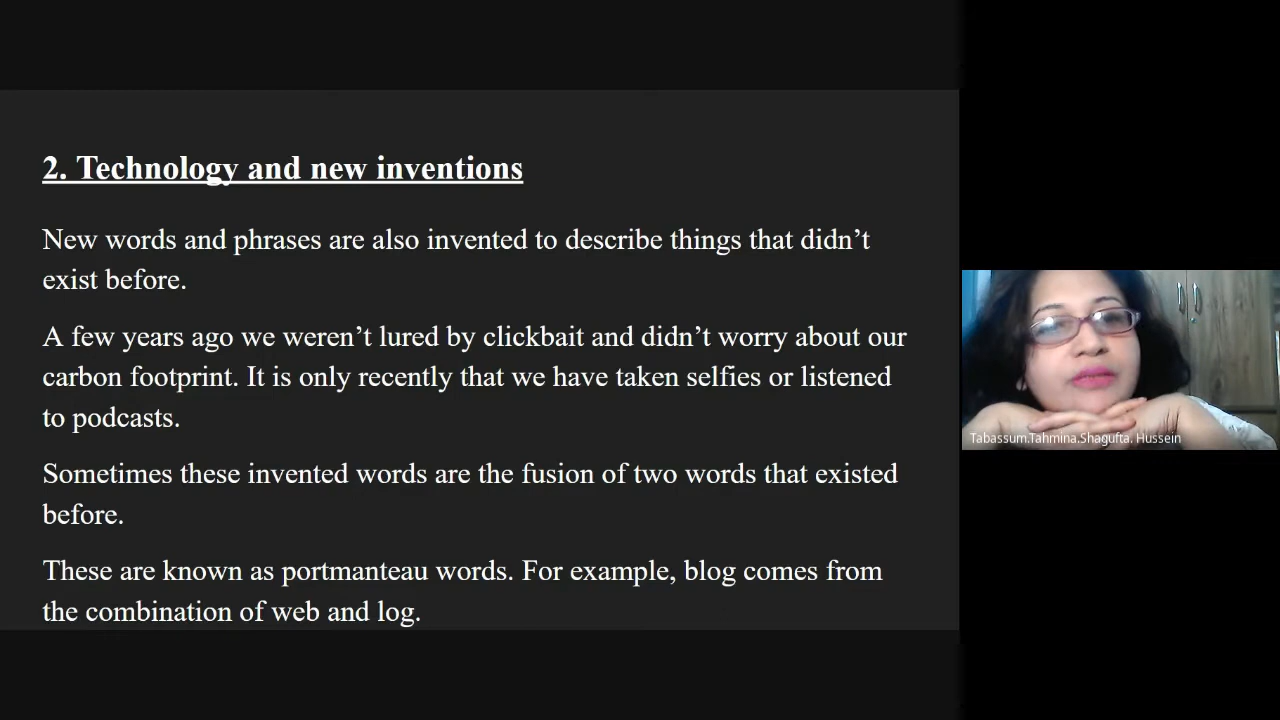 2. Technology and new inventions
New words and phrases are also invented to describe things that didn’t
exist before.
A few years ago we weren’t lured by clickbait and didn’t worry about our
carbon footprint. It is only recently that we have taken selfies or listened
to podcasts.
Sometimes these invented words are the fusion of two words that existed
before.
These are known as portmanteau words. For example, blog comes from
the combination of web and log.
Tabassum.Tahmina.Shagufta. Hussein